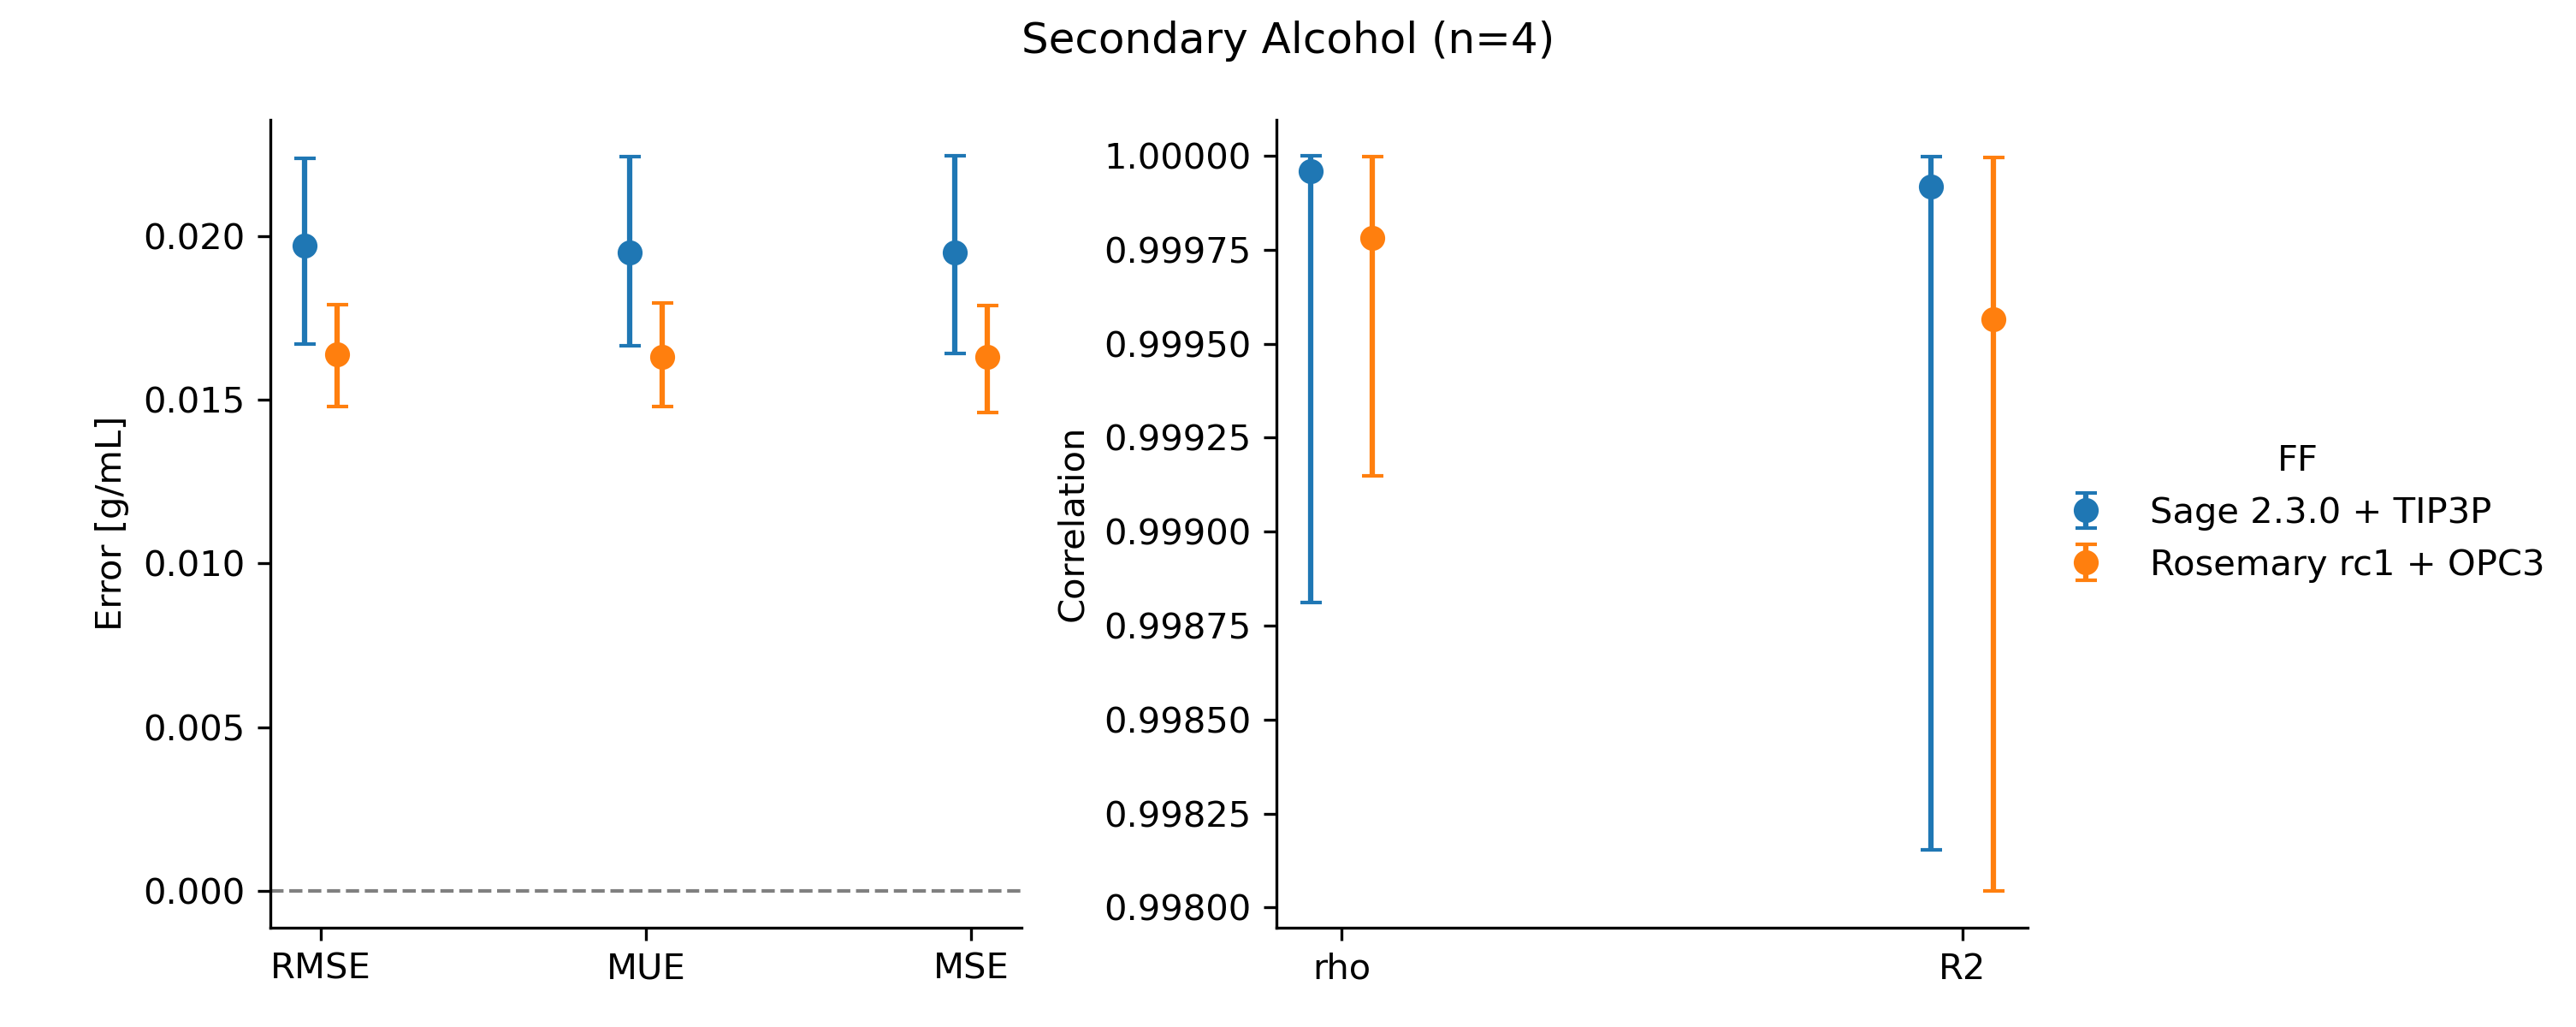 Secondary Alcohol (n=4)
Error [g/mL]
0.020
0.015
0.010
0.005
0.000
RMSE
MUE
MSE
Correlation
1.00000
0.99975
0.99950
0.99925
0.99900
0.99875
0.99850
0.99825
0.99800
rho
R2
FF
Sage 2.3.0 + TIP3P
Rosemary rc1 + OPC3